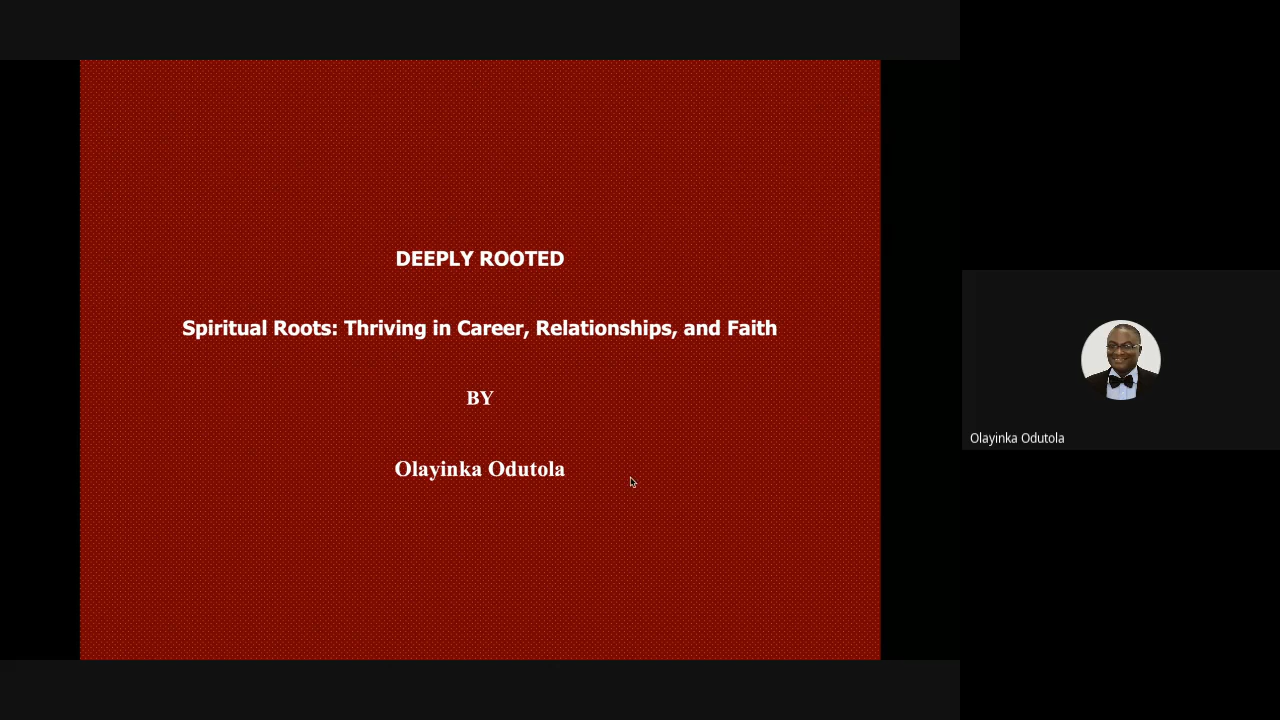 DEEPLY ROOTED
Spiritual Roots: Thriving in Career, Relationships, and Faith
BY
Olayinka Odutola
Olayinka Odutola